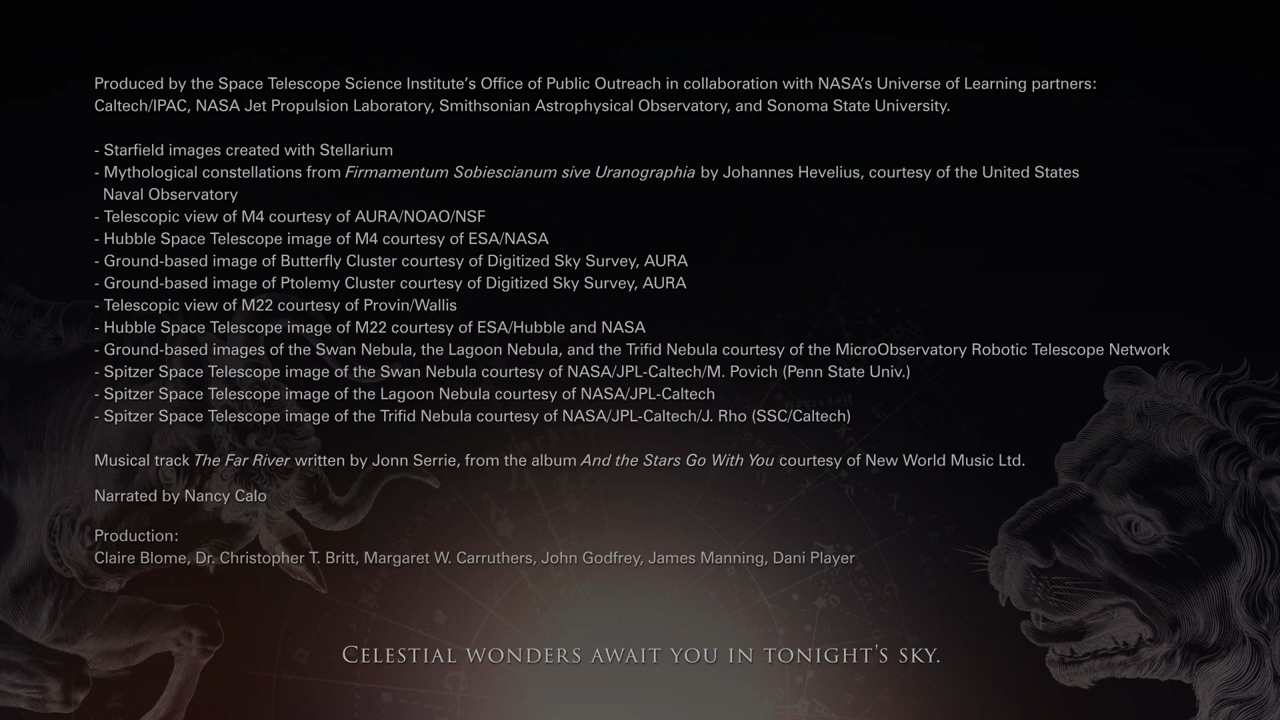 Produced by the Space Telescope Science Institute’s Office of Public Outreach in collaboration with NASA’s Universe of Learning partners:
Caltech/IPAC, NASA Jet Propulsion Laboratory, Smithsonian Astrophysical Observatory, and Sonoma State University.
- Starfield images created with Stellarium
- Mythological constellations from Firmamentum Sobiescianum sive Uranographia by Johannes Hevelius, courtesy of the United States
Naval Observatory
- Telescopic view of M4 courtesy of AURA/NOAO/NSF
- Hubble Space Telescope image of M4 courtesy of ESA/NASA
- Ground-based image of Butterfly Cluster courtesy of Digitized Sky Survey, AURA
- Ground-based image of Ptolemy Cluster courtesy of Digitized Sky Survey, AURA
- Telescopic view of M22 courtesy of Provin/Wallis
- Hubble Space Telescope image of M22 courtesy of ESA/Hubble and NASA
- Ground-based images of the Swan Nebula, the Lagoon Nebula, and the Trifid Nebula courtesy of the MicroObservatory Robotic Telescope Network
- Spitzer Space Telescope image of the Swan Nebula courtesy of NASA/JPL-Caltech/M. Povich (Penn State Univ.)
- Spitzer Space Telescope image of the Lagoon Nebula courtesy of NASA/JPL-Caltech
- Spitzer Space Telescope image of the Trifid Nebula courtesy of NASA/JPL-Caltech/J. Rho (SSC/Caltech)
Musical track The Far River written by Jonn Serrie, from the album And the Stars Go With You courtesy of New World Music Ltd.
Narrated by Nancy Calo
Production:
Claire Blome, Dr. Christopher T. Britt, Margaret W. Carruthers, John Godfrey, James Manning, Dani Player
Celestial wonders await you in tonight's sky.